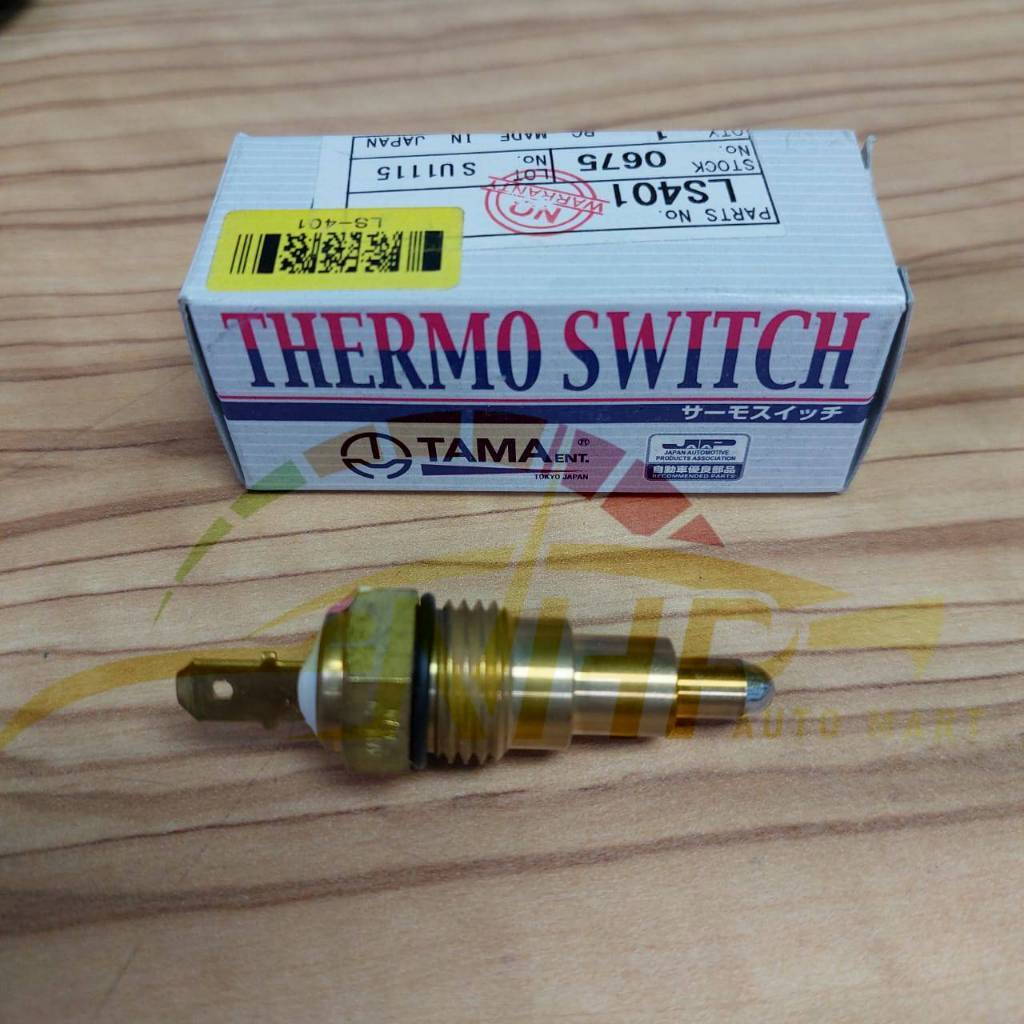 PARTS No. LS401
STOCK No. 0675 LOT No. SU1115
QTY 1 PC MADE IN JAPAN
NO WARRANTY
LS-401
THERMO SWITCH
サーモスイッチ
TAMA ENT. ®
TOKYO JAPAN
JAPAN AUTOMOTIVE
PRODUCTS ASSOCIATION
自動車優良部品
RECOMMENDED PARTS
NHP
AUTO MART